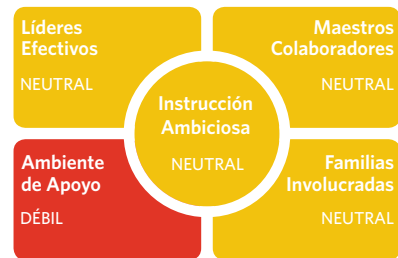 Líderes
Efectivos
NEUTRAL
Maestros
Colaboradores
NEUTRAL
Instrucción
Ambiciosa
NEUTRAL
Ambiente
de Apoyo
DÉBIL
Familias
Involucradas
NEUTRAL